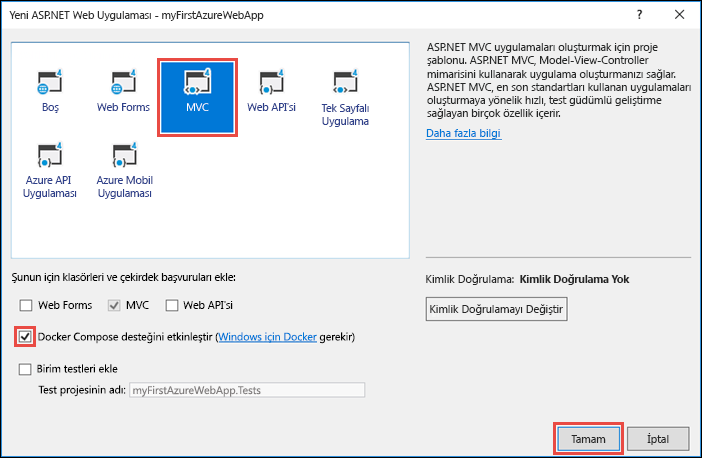 Yeni ASP.NET Web Uygulaması - myFirstAzureWebApp
?
Boş
Web Forms
MVC
Web API'si
Tek Sayfalı
Uygulama
Azure API
Uygulaması
Azure Mobil
Uygulaması
ASP.NET MVC uygulamaları oluşturmak için proje
şablonu. ASP.NET MVC, Model-View-Controller
mimarisini kullanarak uygulama oluşturmanızı sağlar.
ASP.NET MVC, en son standartları kullanan uygulamaları
oluşturmaya yönelik hızlı, test güdümlü geliştirme
sağlayan birçok özellik içerir.
Daha fazla bilgi
Şunun için klasörleri ve çekirdek başvuruları ekle:
Web Forms
MVC
Web API'si
Docker Compose desteğini etkinleştir (Windows için Docker gerekir)
Birim testleri ekle
Test projesinin adı: myFirstAzureWebApp.Tests
Kimlik Doğrulama: Kimlik Doğrulama Yok
Kimlik Doğrulamayı Değiştir
Tamam
İptal